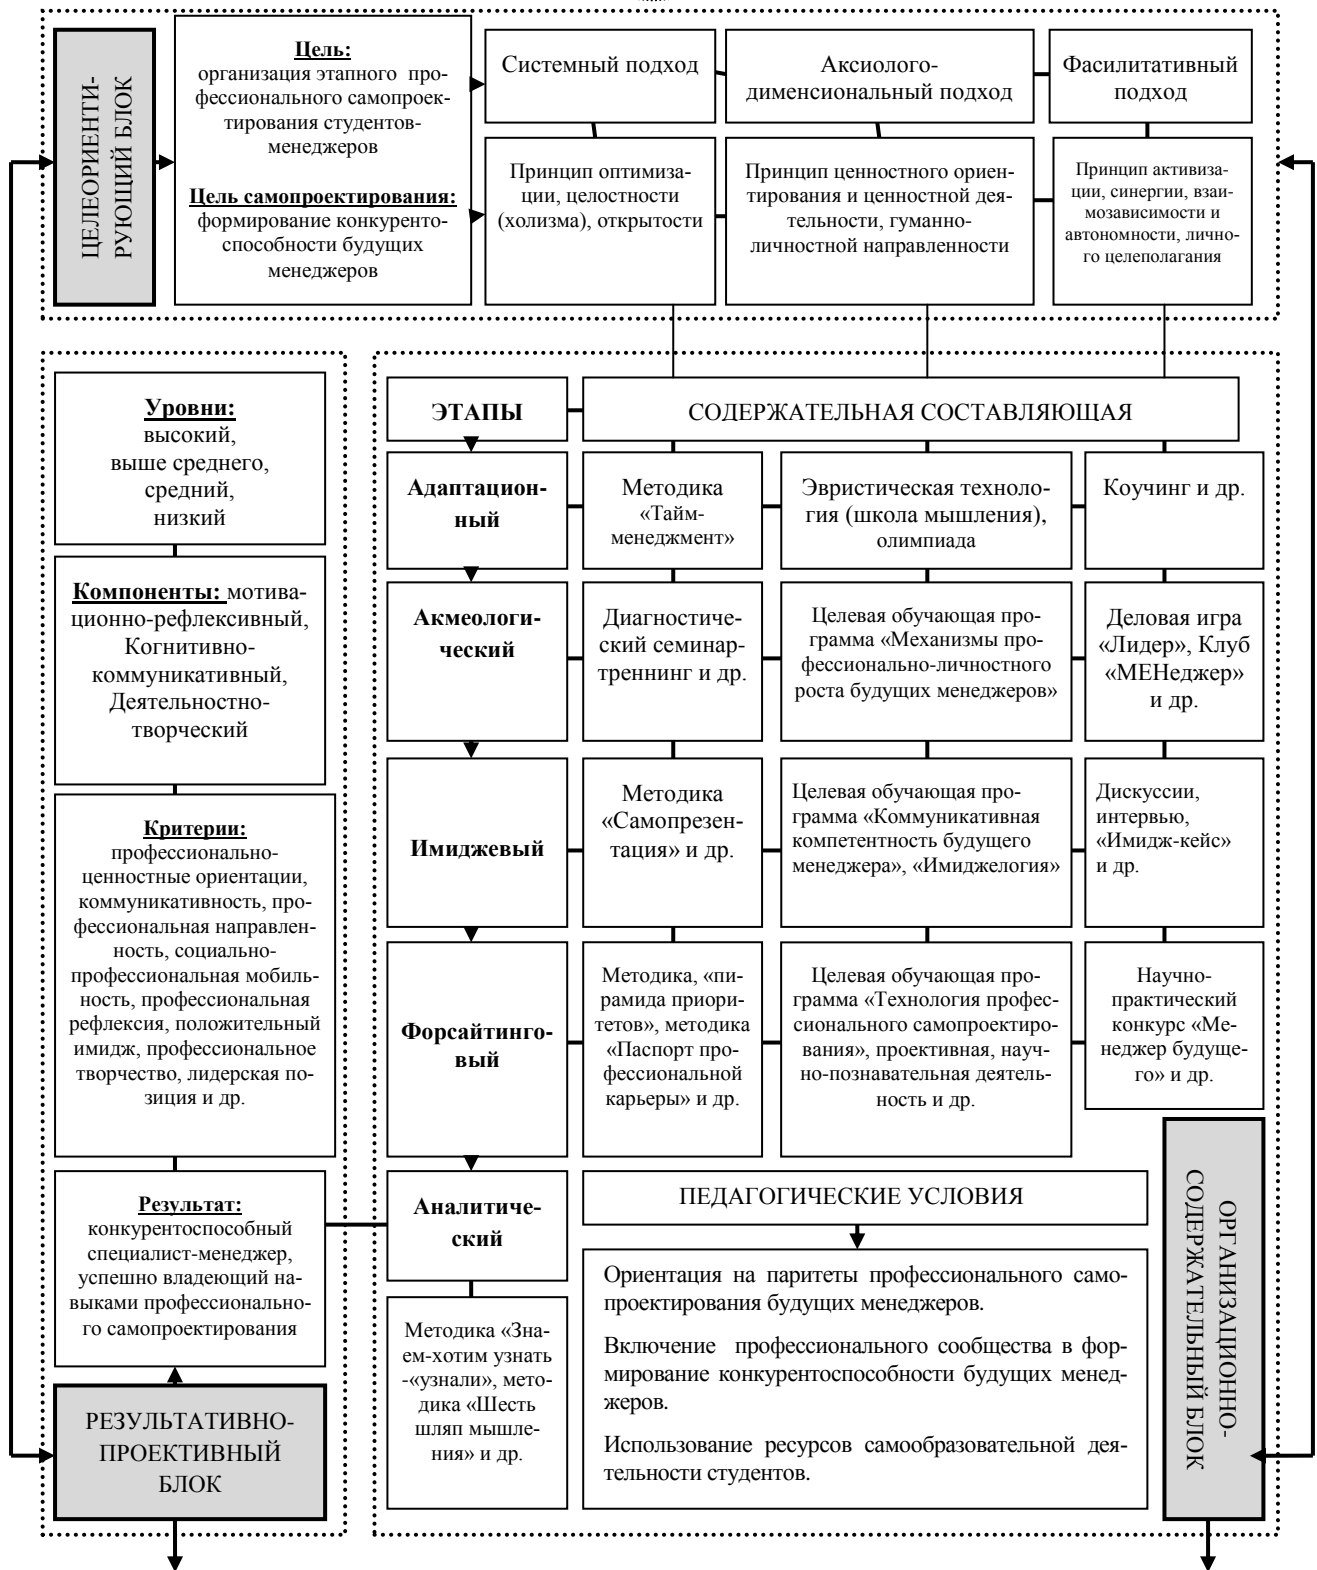 ЦЕЛЕОРИЕНТИ-
РУЮЩИЙ БЛОК
Цель:
организация этапного про-
фессионального самопроек-
тирования студентов-
менеджеров
Цель самопроектирования:
формирование конкуренто-
способности будущих
менеджеров
Системный подход
Аксиолого-
дименсиональный подход
Фасилитативный
подход
Принцип оптимиза-
ции, целостности
(холизма), открытости
Принцип ценностного ориен-
тирования и ценностной дея-
тельности, гуманно-
личностной направленности
Принцип активиза-
ции, синергии, взаи-
мозависимости и
автономности, лично-
го целеполагания
Уровни:
высокий,
выше среднего,
средний,
низкий
Компоненты: мотива-
ционно-рефлексивный,
Когнитивно-
коммуникативный,
Деятельностно-
творческий
Критерии:
профессионально-
ценностные ориентации,
коммуникативность, про-
фессиональная направлен-
ность, социально-
профессиональная мобиль-
ность, профессиональная
рефлексия, положительный
имидж, профессиональное
творчество, лидерская по-
зиция и др.
Результат:
конкурентоспособный
специалист-менеджер,
успешно владеющий на-
выками профессионально-
го самопроектирования
РЕЗУЛЬТАТИВНО-
ПРОЕКТИВНЫЙ
БЛОК
ЭТАПЫ
СОДЕРЖАТЕЛЬНАЯ СОСТАВЛЯЮЩАЯ
Адаптацион-
ный
Методика
«Тайм-
менеджмент»
Эвристическая техноло-
гия (школа мышления),
олимпиада
Коучинг и др.
Акмеологи-
ческий
Диагностиче-
ский семинар-
треннинг и др.
Целевая обучающая про-
грамма «Механизмы про-
фессионально-личностного
роста будущих менеджеров»
Деловая игра
«Лидер», Клуб
«МЕНеджер»
и др.
Имиджевый
Методика
«Самопрезен-
тация» и др.
Целевая обучающая про-
грамма «Коммуникативная
компетентность будущего
менеджера», «Имиджелогия»
Дискуссии,
интервью,
«Имидж-кейс»
и др.
Форсайтинго-
вый
Методика, «пи-
рамида приори-
тетов», методика
«Паспорт про-
фессиональной
карьеры» и др.
Целевая обучающая про-
грамма «Технология профес-
сионального самопроектиро-
вания», проективная, науч-
но-познавательная деятель-
ность и др.
Научно-
практический
конкурс «Ме-
неджер будуще-
го» и др.
Аналитиче-
ский
Методика «Зна-
ем-хотим узнать
-«узнали», мето-
дика «Шесть
шляп мышле-
ния» и др.
ПЕДАГОГИЧЕСКИЕ УСЛОВИЯ
Ориентация на паритеты профессионального само-
проектирования будущих менеджеров.
Включение профессионального сообщества в фор-
мирование конкурентоспособности будущих менед-
жеров.
Использование ресурсов самообразовательной дея-
тельности студентов.
ОРГАНИЗАЦИОННО-
СОДЕРЖАТЕЛЬНЫЙ БЛОК